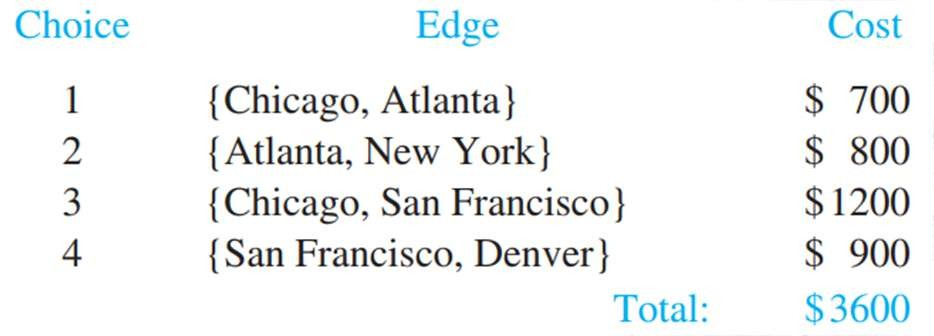 Choice Edge Cost
1 {Chicago, Atlanta} $ 700
2 {Atlanta, New York} $ 800
3 {Chicago, San Francisco} $1200
4 {San Francisco, Denver} $ 900
Total: $3600